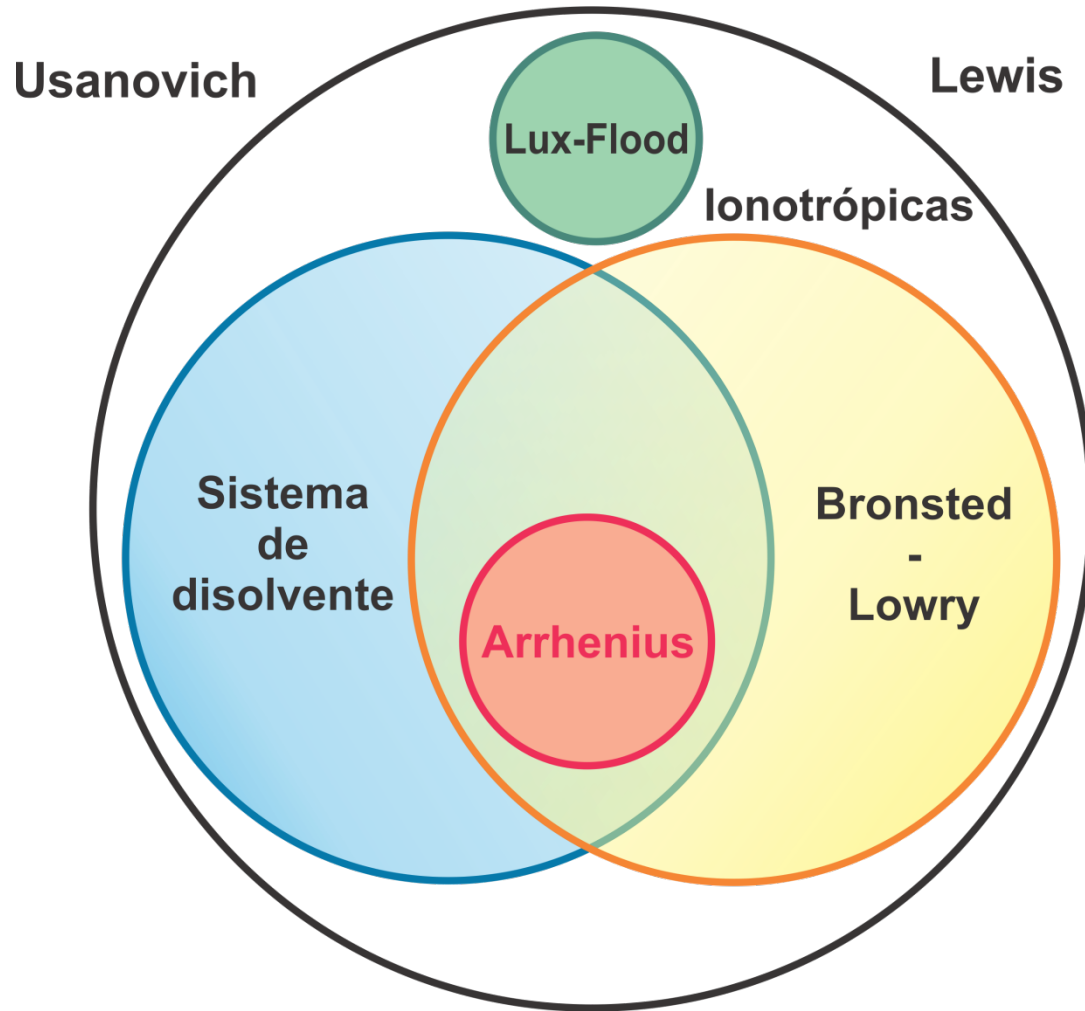 Usanovich
Lewis
Lux-Flood
Ionotrópicas
Sistema
de
disolvente
Bronsted
-
Lowry
Arrhenius